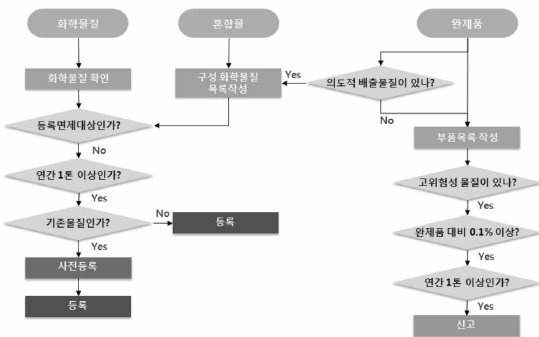 화학물질
혼합물
완제품
화학물질 확인
구성 화학물질
목록작성
Yes
의도적 배출물질이 있나?
No
등록면제대상인가?
부품목록 작성
No
연간 1톤 이상인가?
고위험성 물질이 있나?
Yes
Yes
기존물질인가?
No
등록
완제품 대비 0.1% 이상?
Yes
Yes
사전등록
연간 1톤 이상인가?
Yes
등록
신고